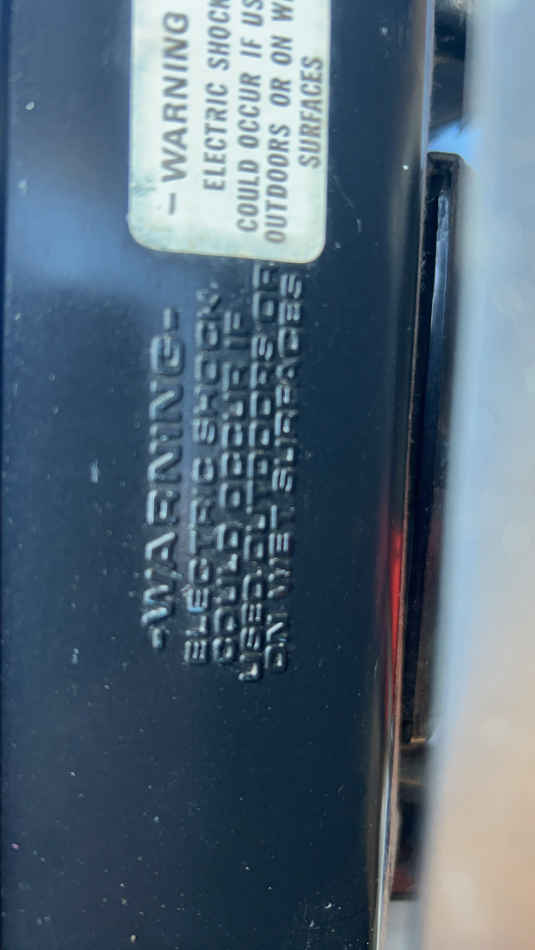 - WARNING
ELECTRIC SHOCK
COULD OCCUR IF
OUTDOORS OR ON
SURFACES
-WARNING-
ELECTRIC SHOCK
COULD OCCUR IF
USED OUTDOORS OR
ON WET SURFACES